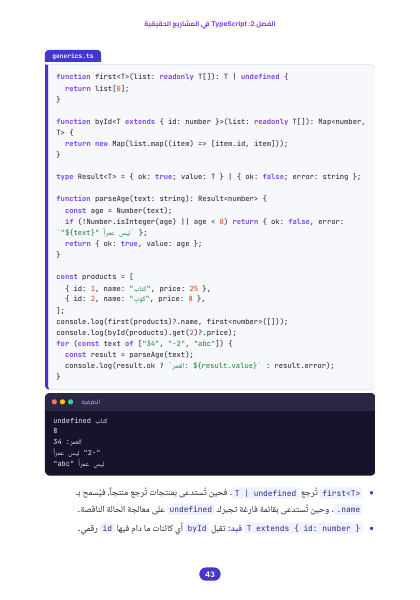 الفصل 2: TypeScript في المشاريع الحقيقية
generics.ts
function first<T>(list: readonly T[]): T | undefined {
  return list[0];
}
function byId<T extends { id: number }>(list: readonly T[]): Map<number,
T> {
  return new Map(list.map((item) => [item.id, item]));
}
type Result<T> = { ok: true; value: T } | { ok: false; error: string };
function parseAge(text: string): Result<number> {
  const age = Number(text);
  if (!Number.isInteger(age) || age < 0) return { ok: false, error:
`"${text}" ليس عمراً` };
  return { ok: true, value: age };
}
const products = [
  { id: 1, name: "كتاب", price: 25 },
  { id: 2, name: "كوب", price: 8 },
];
console.log(first(products)?.name, first<number>([]));
console.log(byId(products).get(2)?.price);
for (const text of ["34", "-2", "abc"]) {
  const result = parseAge(text);
  console.log(result.ok ? `العمر: ${result.value}` : result.error);
}
الطرفية
كتاب undefined
8
العمر: 34
"-2" ليس عمراً
"abc" ليس عمراً
first<T> تُرجع T | undefined. فحين تُستدعى بمنتجات تُرجع منتجاً، فيُسمح بـ
.name. وحين تُستدعى بقائمة فارغة تجبرك undefined على معالجة الحالة الناقصة.
T extends { id: number } قيد: تقبل byId أي كائنات ما دام فيها id رقمي.
43